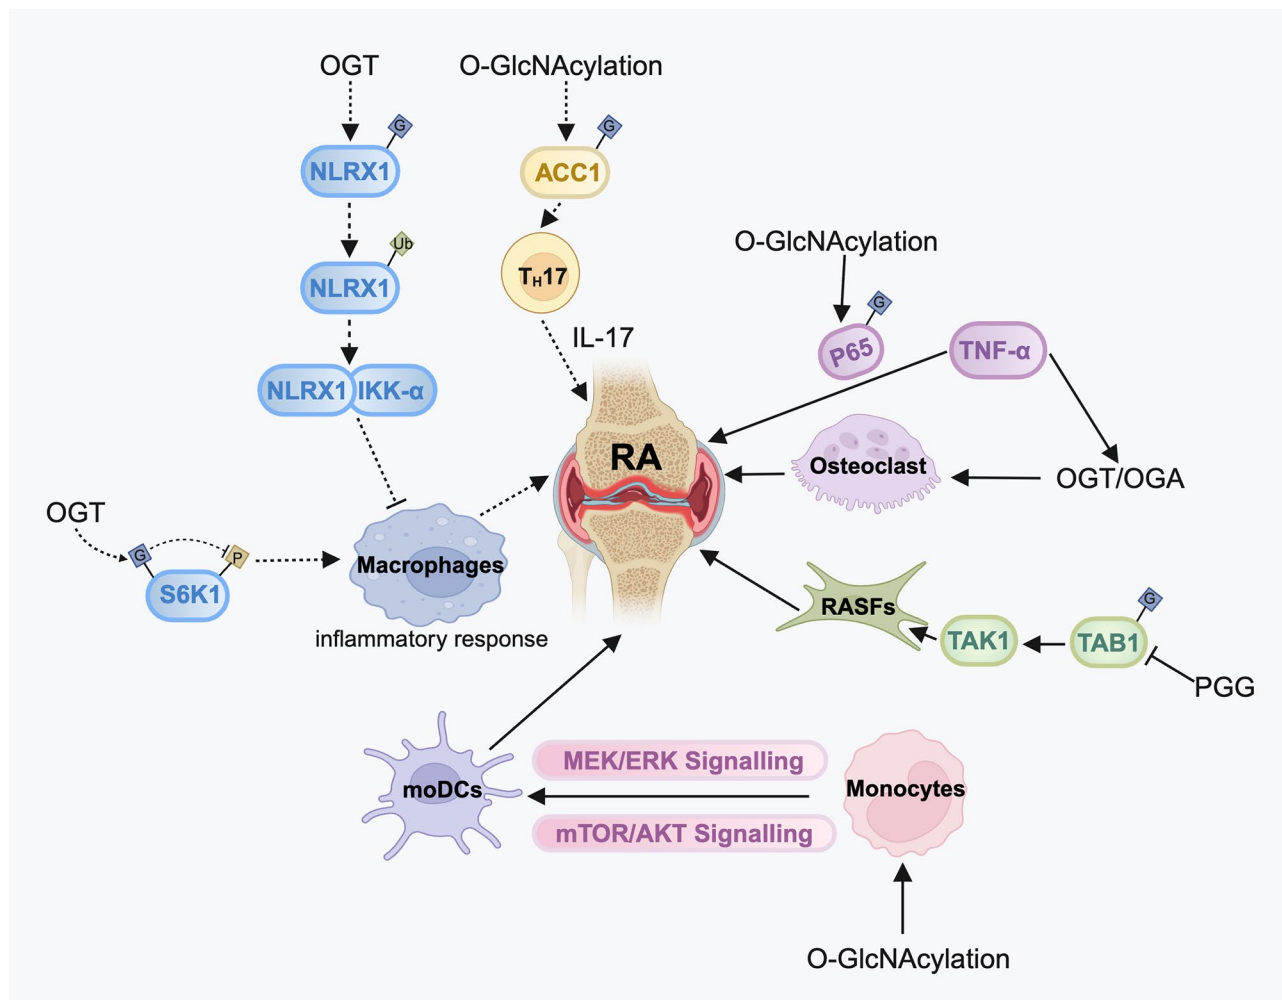 OGT
O-GlcNAcylation
G
G
NLRX1
ACC1
Ub
O-GlcNAcylation
TH17
NLRX1
G
IL-17
P65
TNF-α
NLRX1
IKK-α
RA
Osteoclast
OGT/OGA
OGT
G
P
Macrophages
S6K1
RASFs
G
inflammatory response
TAK1
TAB1
PGG
MEK/ERK Signalling
moDCs
Monocytes
mTOR/AKT Signalling
O-GlcNAcylation